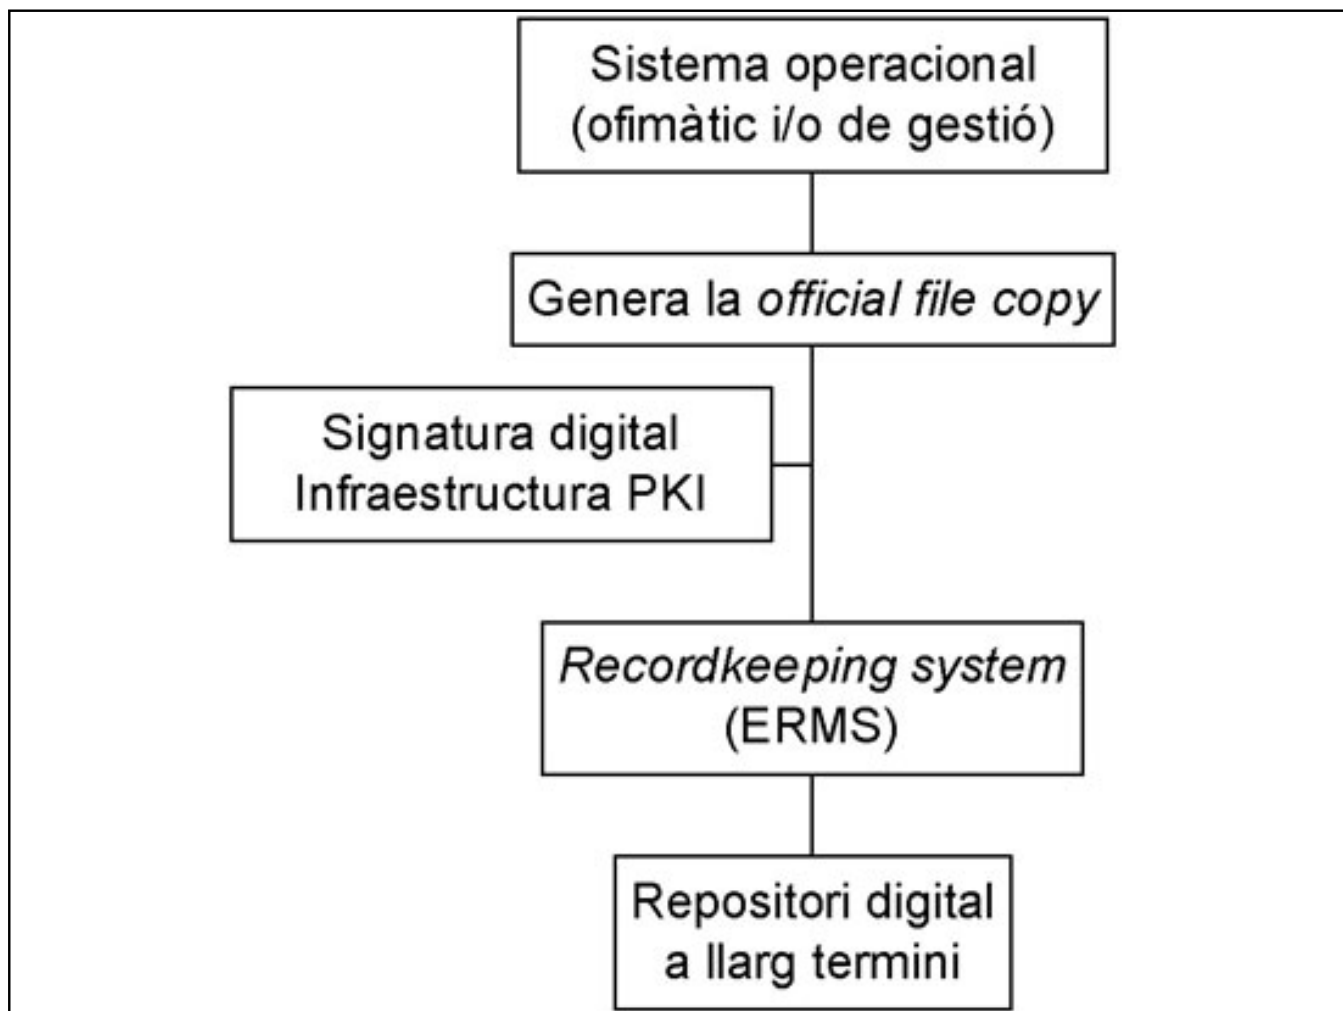 Sistema operacional
(ofimàtic i/o de gestió)
Genera la official file copy
Signatura digital
Infraestructura PKI
Recordkeeping system
(ERMS)
Repositori digital
a llarg termini